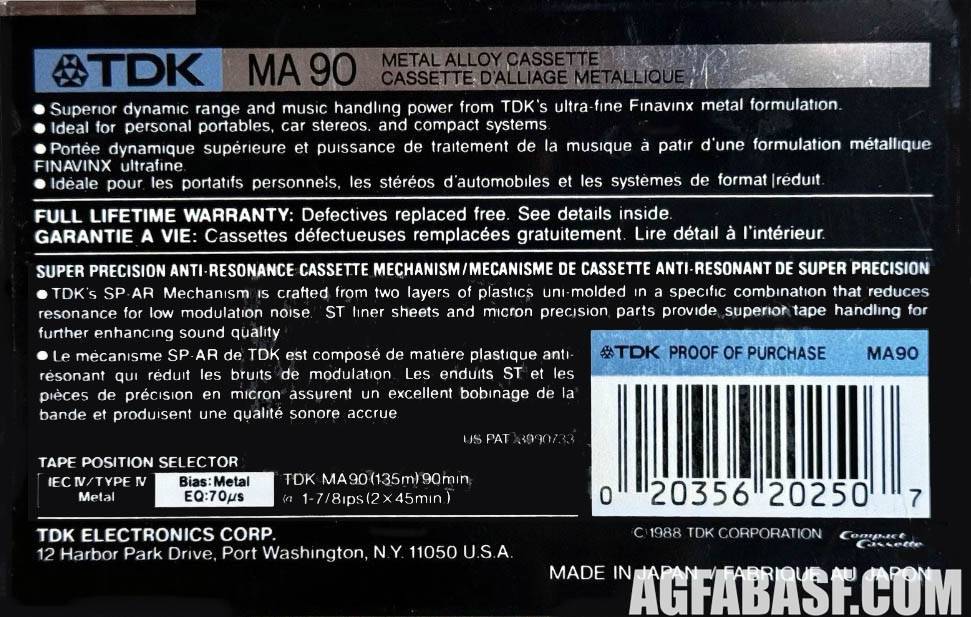 TDK MA 90 METAL ALLOY CASSETTE
CASSETTE D'ALLIAGE METALLIQUE
● Superior dynamic range and music handling power from TDK's ultra-fine Finavinx metal formulation.
● Ideal for personal portables, car stereos, and compact systems.
● Portée dynamique supérieure et puissance de traitement de la musique à patir d'une formulation métallique
FINAVINX ultrafine.
● Idéale pour les portatifs personnels, les stéréos d'automobiles et les systèmes de format réduit.
FULL LIFETIME WARRANTY: Defectives replaced free. See details inside.
GARANTIE A VIE: Cassettes défectueuses remplacées gratuitement. Lire détail à l'intérieur.
SUPER PRECISION ANTI-RESONANCE CASSETTE MECHANISM/MECANISME DE CASSETTE ANTI-RESONANT DE SUPER PRECISION
● TDK's SP-AR Mechanism is crafted from two layers of plastics uni-molded in a specific combination that reduces
resonance for low modulation noise. ST liner sheets and micron precision parts provide superior tape handling for
further enhancing sound quality.
● Le mécanisme SP-AR de TDK est composé de matière plastique anti-
résonant qui réduit les bruits de modulation. Les enduits ST et les
pièces de précision en micron assurent un excellent bobinage de la
bande et produisent une qualité sonore accrue.
US PAT 3990733
TDK PROOF OF PURCHASE MA90
0 20356 20250 7
TAPE POSITION SELECTOR
IEC IV/TYPE IV
Metal
Bias: Metal
EQ: 70μs
TDK MA90 (135m) 90min.
@ 1-7/8ips (2×45min.)
TDK ELECTRONICS CORP.
12 Harbor Park Drive, Port Washington, N.Y. 11050 U.S.A.
©1988 TDK CORPORATION
Compact
Cassette
MADE IN JAPAN / FABRIQUE AU JAPON
AGFABASF.COM